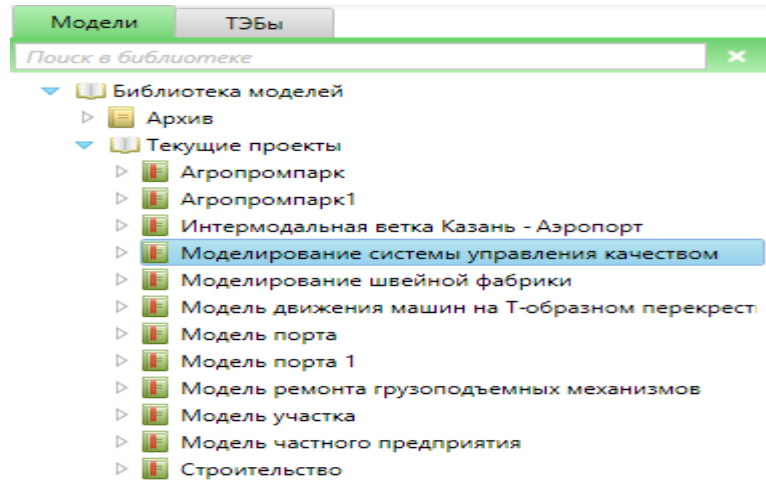 Модели ТЭБы
Поиск в библиотеке
Библиотека моделей
Архив
Текущие проекты
Агропромпарк
Агропромпарк1
Интермодальная ветка Казань - Аэропорт
Моделирование системы управления качеством
Моделирование швейной фабрики
Модель движения машин на Т-образном перекрест
Модель порта
Модель порта 1
Модель ремонта грузоподъемных механизмов
Модель участка
Модель частного предприятия
Строительство